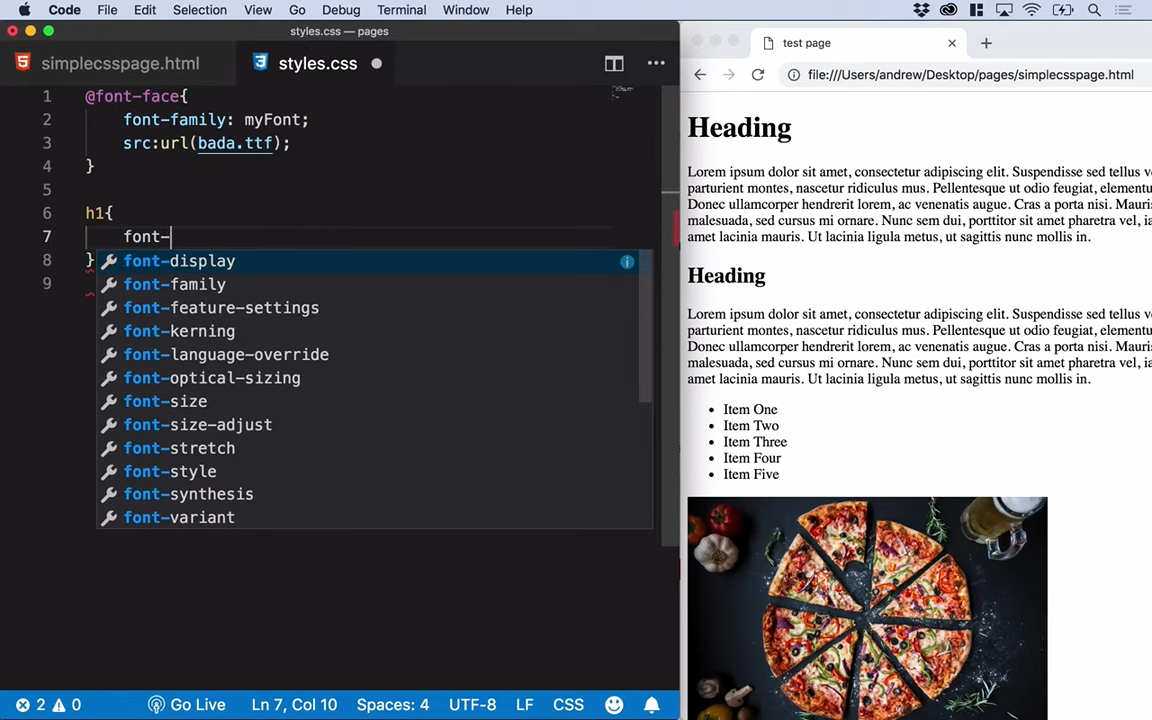 Code File Edit Selection View Go Debug Terminal Window Help
styles.css — pages
simplecsspage.html styles.css
1 @font-face{
2 font-family: myFont;
3 src:url(bada.ttf);
4 }
5
6 h1{
7 font-
8 }
9
font-display
font-family
font-feature-settings
font-kerning
font-language-override
font-optical-sizing
font-size
font-size-adjust
font-stretch
font-style
font-synthesis
font-variant
2 0 Go Live Ln 7, Col 10 Spaces: 4 UTF-8 LF CSS
test page
file:///Users/andrew/Desktop/pages/simplecsspage.html
Heading
Lorem ipsum dolor sit amet, consectetur adipiscing elit. Suspendisse sed tellus v
parturient montes, nascetur ridiculus mus. Pellentesque ut odio feugiat, elementu
Donec ullamcorper hendrerit lorem, ac venenatis augue. Cras a porta nisi. Mauris
malesuada, sed cursus mi ornare. Nunc sem dui, porttitor sit amet pharetra vel, ia
amet lacinia mauris. Ut lacinia ligula metus, ut sagittis nunc mollis in.
Heading
Lorem ipsum dolor sit amet, consectetur adipiscing elit. Suspendisse sed tellus v
parturient montes, nascetur ridiculus mus. Pellentesque ut odio feugiat, elementu
Donec ullamcorper hendrerit lorem, ac venenatis augue. Cras a porta nisi. Mauris
malesuada, sed cursus mi ornare. Nunc sem dui, porttitor sit amet pharetra vel, ia
amet lacinia mauris. Ut lacinia ligula metus, ut sagittis nunc mollis in.
Item One
Item Two
Item Three
Item Four
Item Five